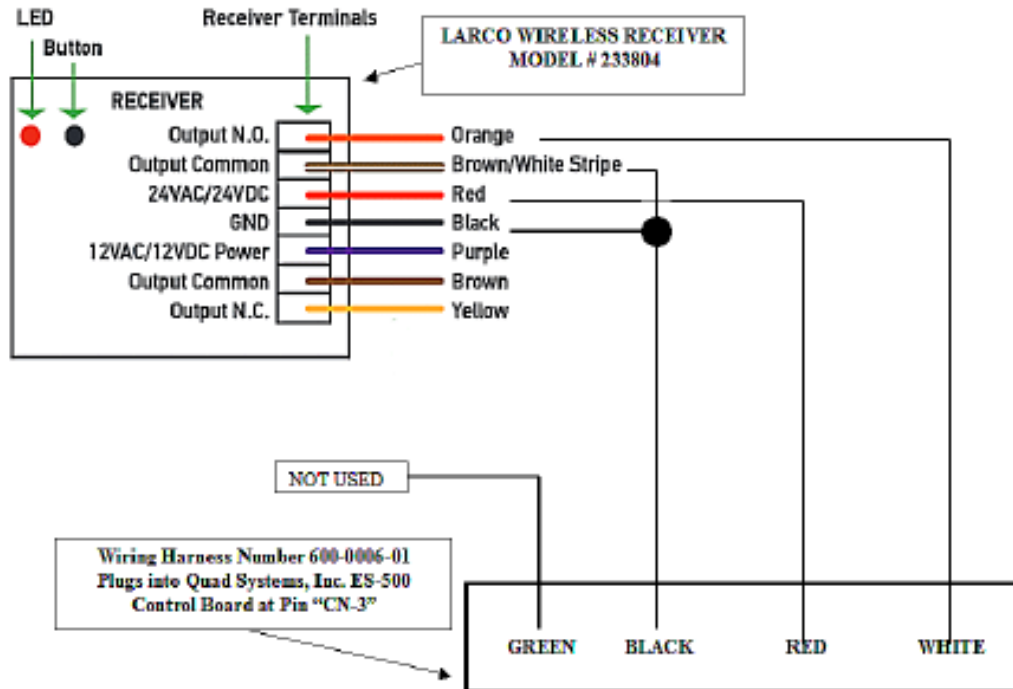 LED
Button
Receiver Terminals
LARCO WIRELESS RECEIVER
MODEL # 233804
RECEIVER
Output N.O.
Orange
Output Common
Brown/White Stripe
24VAC/24VDC
Red
GND
Black
12VAC/12VDC Power
Purple
Output Common
Brown
Output N.C.
Yellow
NOT USED
Wiring Harness Number 600-0006-01
Plugs into Quad Systems, Inc. ES-500
Control Board at Pin “CN-3”
GREEN
BLACK
RED
WHITE